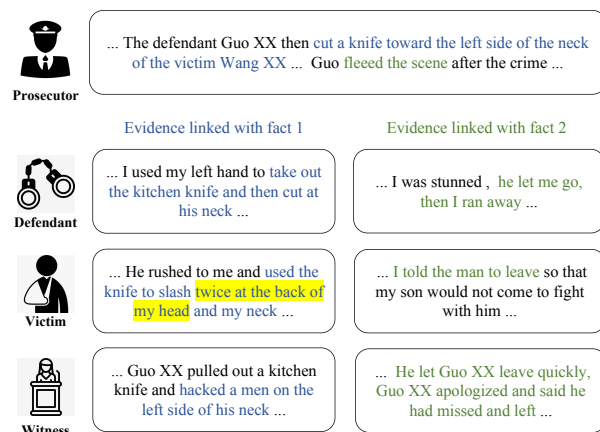 ... The defendant Guo XX then cut a knife toward the left side of the neck
of the victim Wang XX ... Guo fleeed the scene after the crime ...
Prosecutor
Evidence linked with fact 1
Evidence linked with fact 2
... I used my left hand to take out
the kitchen knife and then cut at
his neck ...
... I was stunned , he let me go,
then I ran away ...
Defendant
... He rushed to me and used the
knife to slash twice at the back of
my head and my neck ...
... I told the man to leave so that
my son would not come to fight
with him ...
Victim
... Guo XX pulled out a kitchen
knife and hacked a men on the
left side of his neck ...
... He let Guo XX leave quickly,
Guo XX apologized and said he
had missed and left ...
Witness